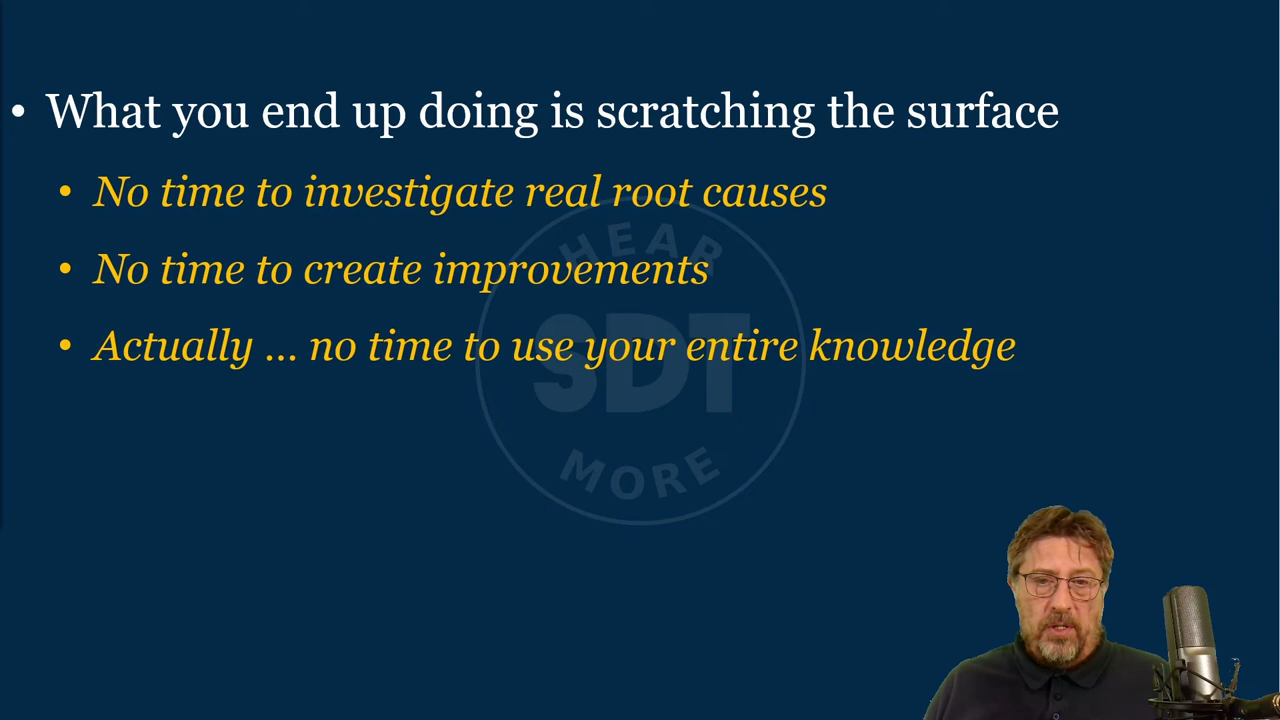 • What you end up doing is scratching the surface
• No time to investigate real root causes
• No time to create improvements
• Actually ... no time to use your entire knowledge
HEAR
SDT
MORE